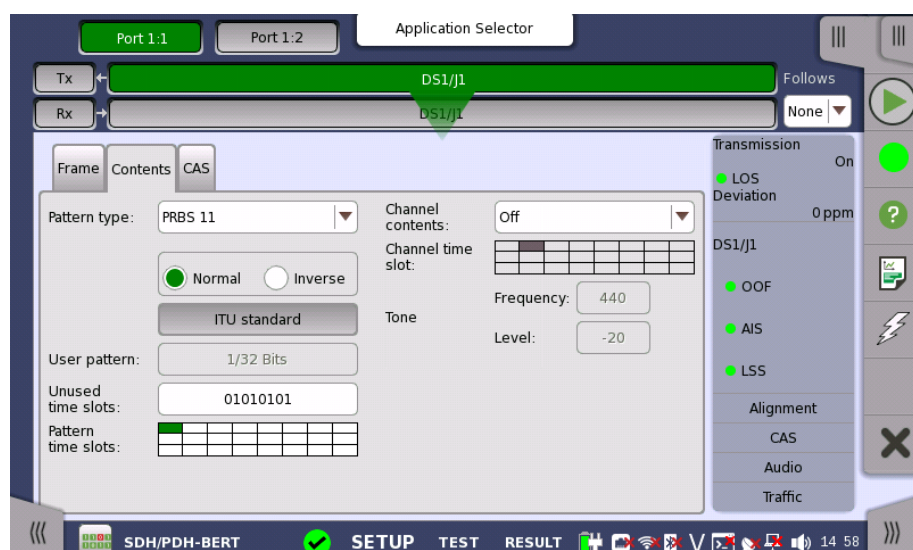 Port 1:1
Port 1:2
Application Selector
Tx
DS1/J1
Follows
Rx
DS1/J1
None
Frame
Contents
CAS
Pattern type:
PRBS 11
Normal
Inverse
ITU standard
User pattern:
1/32 Bits
Unused
time slots:
01010101
Pattern
time slots:
Channel
contents:
Off
Channel time
slot:
Frequency:
440
Tone
Level:
-20
Transmission
On
LOS
Deviation
0 ppm
DS1/J1
OOF
AIS
LSS
Alignment
CAS
Audio
Traffic
SDH/PDH-BERT
SETUP
TEST
RESULT
V
14 58